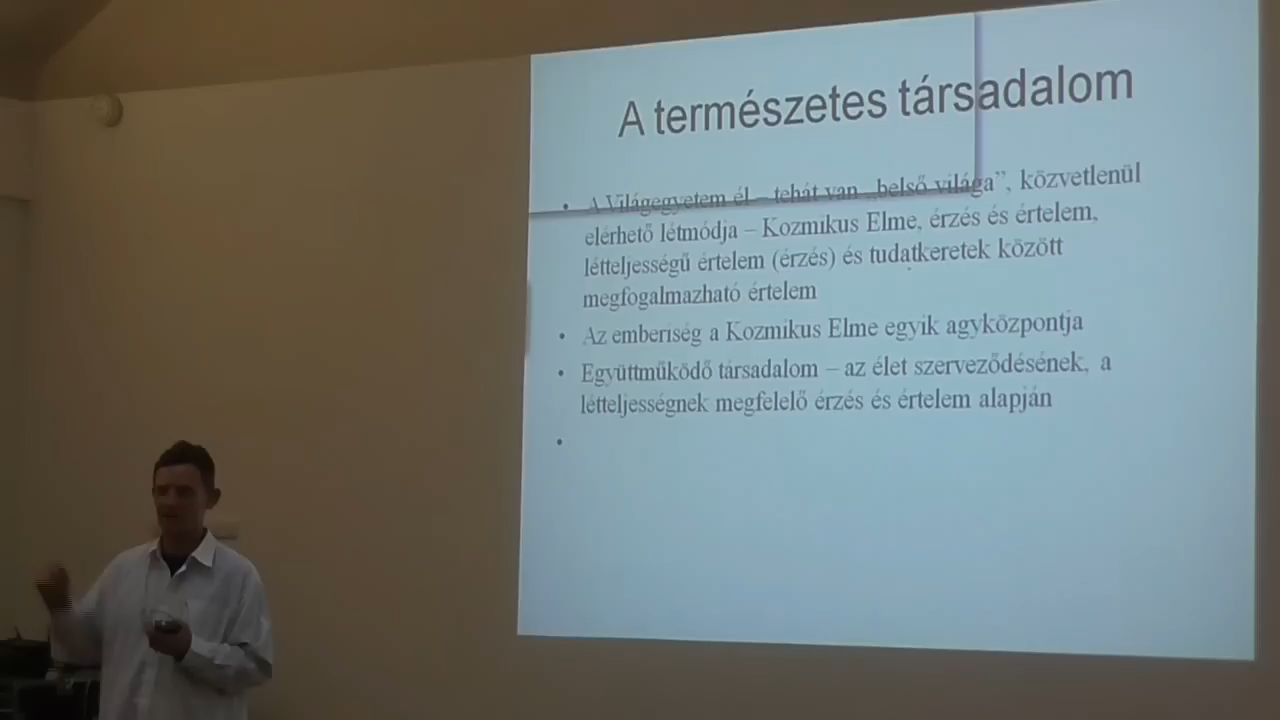 A természetes társadalom
• A Világegyetem él – tehát van „belső világa”, közvetlenül
elérhető létmódja – Kozmikus Elme, érzés és értelem,
létteljességű értelem (érzés) és tudatkeretek között
megfogalmazható értelem
• Az emberiség a Kozmikus Elme egyik agyközpontja
• Együttműködő társadalom – az élet szerveződésének, a
létteljességnek megfelelő érzés és értelem alapján
•